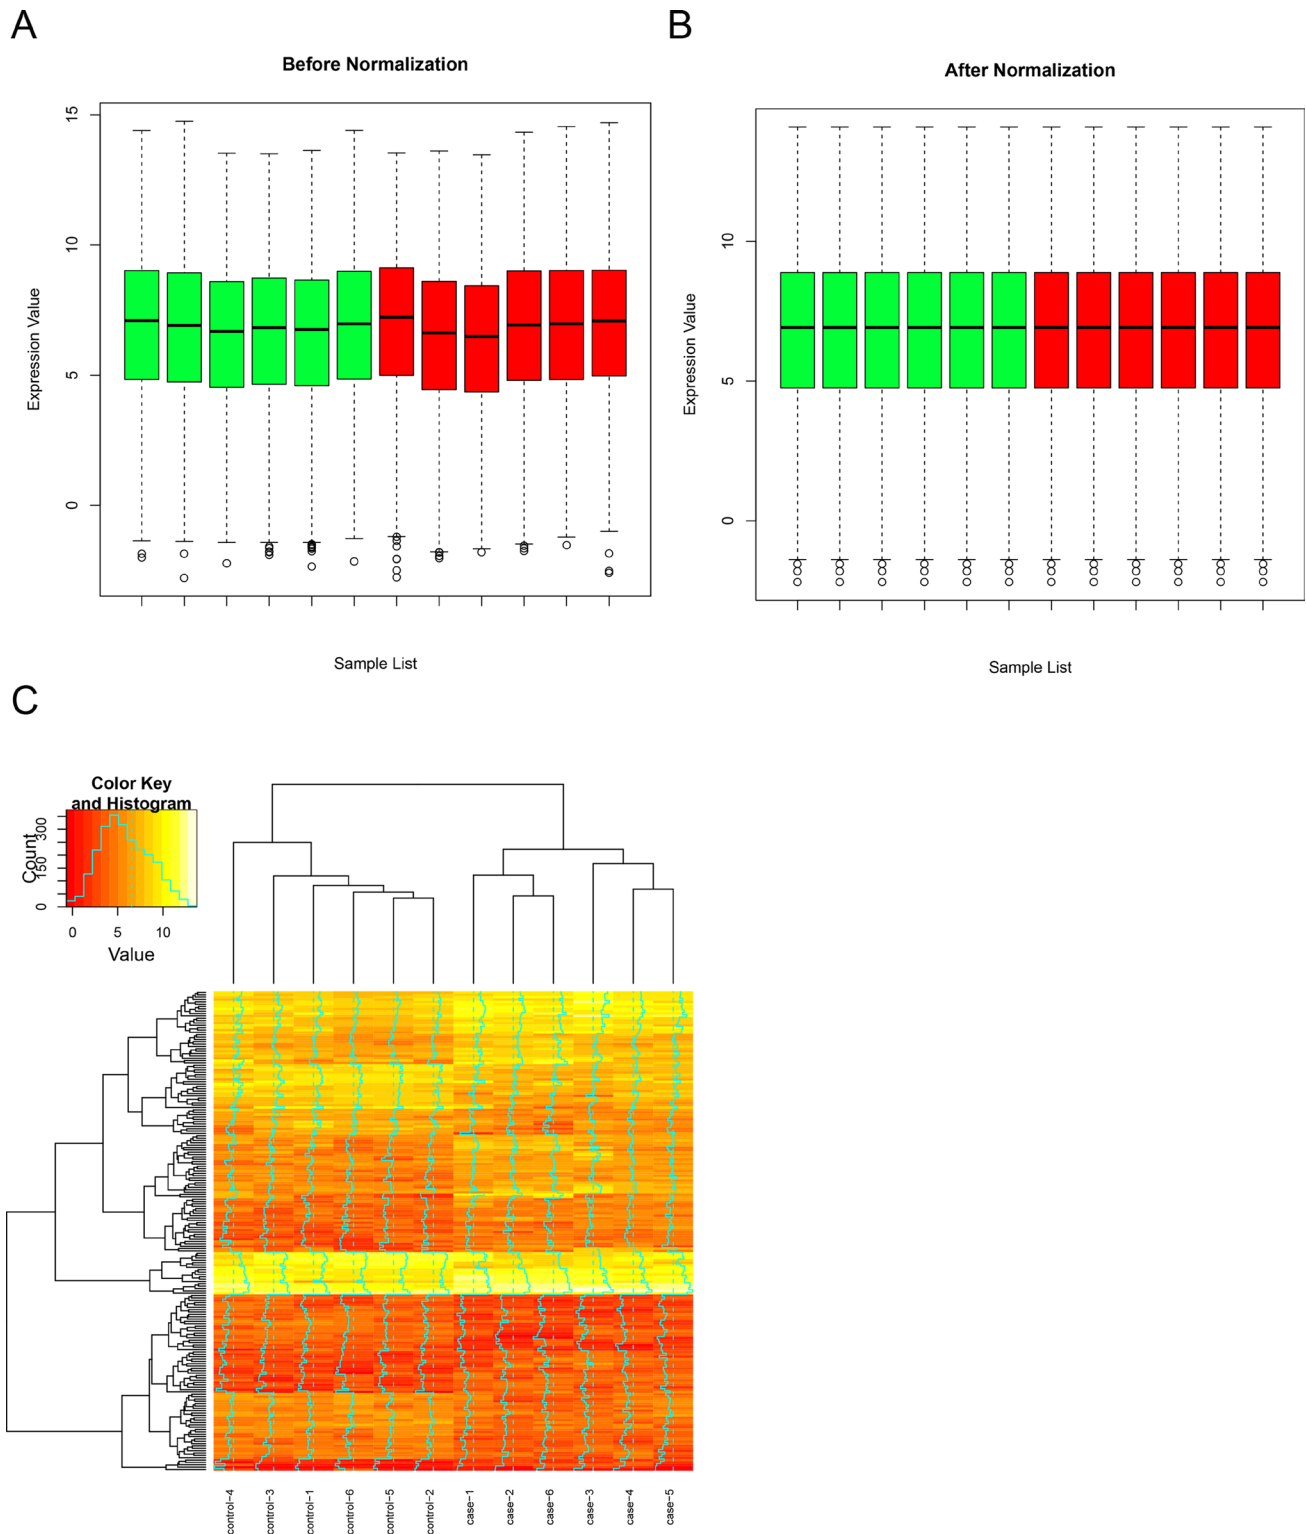 A
B
Before Normalization
After Normalization
15
10
5
0
Expression Value
Sample List
10
5
0
Expression Value
Sample List
C
Color Key
and Histogram
300
150
0
Count
0 5 10
Value
control-4
control-3
control-1
control-6
control-5
control-2
case-1
case-2
case-6
case-3
case-4
case-5